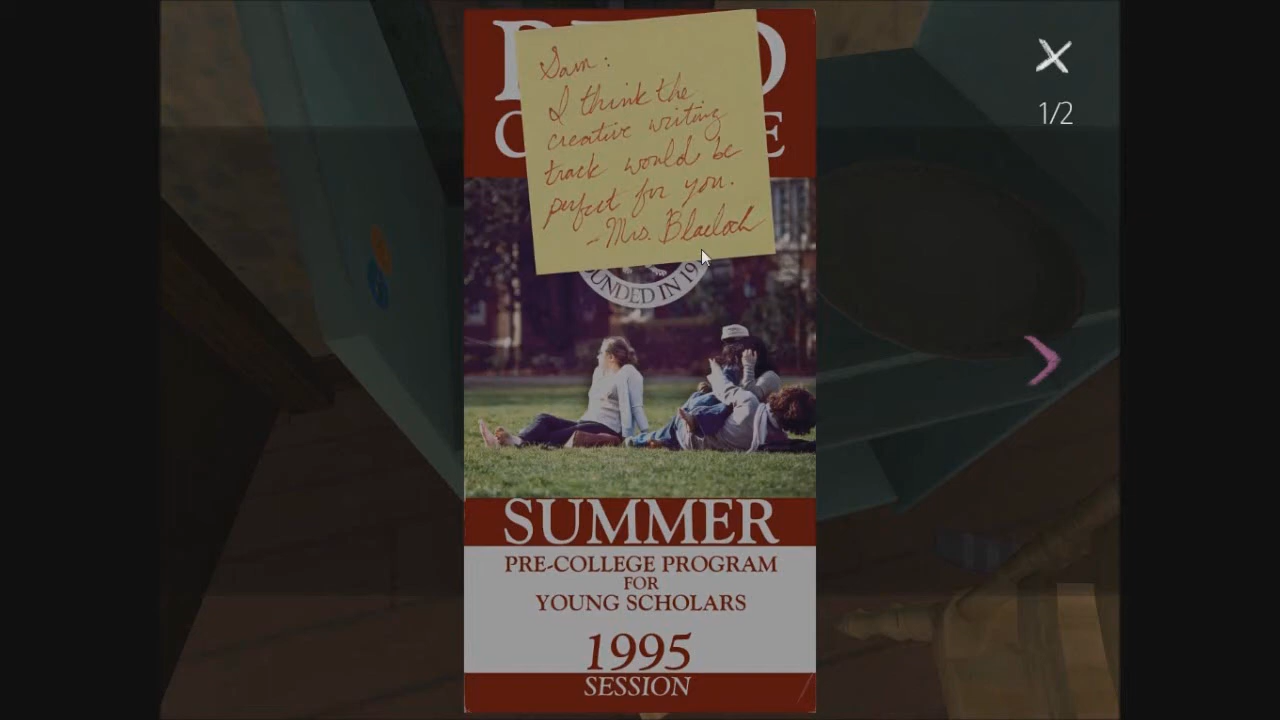 Sam:
I think the
creative writing
track would be
perfect for you.
- Mrs. Blaeloch
1/2
SUMMER
PRE-COLLEGE PROGRAM
FOR
YOUNG SCHOLARS
1995
SESSION